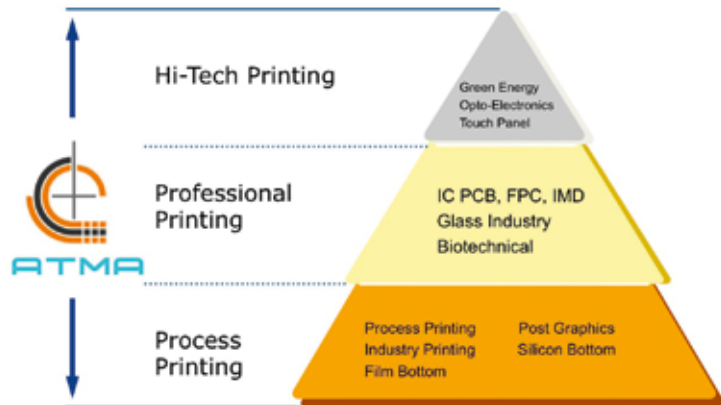 Hi-Tech Printing
Green Energy
Opto-Electronics
Touch Panel
ATMA
Professional
Printing
IC PCB, FPC, IMD
Glass Industry
Biotechnical
Process
Printing
Process Printing
Industry Printing
Film Bottom
Post Graphics
Silicon Bottom